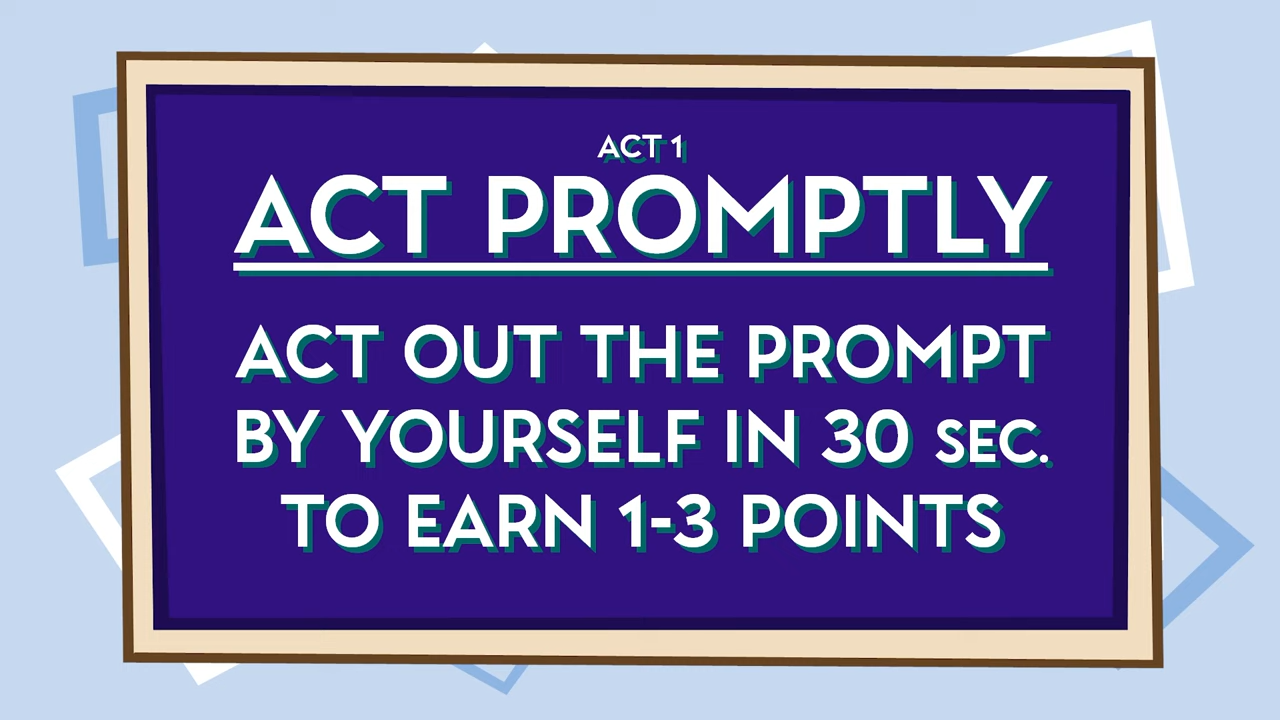 ACT 1
ACT PROMPTLY
ACT OUT THE PROMPT
BY YOURSELF IN 30 SEC.
TO EARN 1-3 POINTS